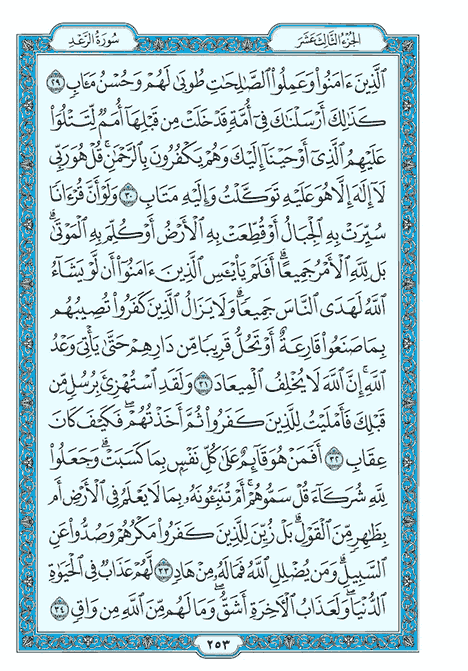 الجزء الثالث عشر
سورة الرعد
ٱلَّذِينَ ءَامَنُوا۟ وَعَمِلُوا۟ ٱلصَّـٰلِحَـٰتِ طُوبَىٰ لَهُمْ وَحُسْنُ مَـَٔابٍ ٢٩
كَذَٰلِكَ أَرْسَلْنَـٰكَ فِىٓ أُمَّةٍ قَدْ خَلَتْ مِن قَبْلِهَآ أُمَمٌ لِّتَتْلُوَا۟
عَلَيْهِمُ ٱلَّذِىٓ أَوْحَيْنَآ إِلَيْكَ وَهُمْ يَكْفُرُونَ بِٱلرَّحْمَـٰنِ ۚ قُلْ هُوَ رَبِّى
لَآ إِلَـٰهَ إِلَّا هُوَ عَلَيْهِ تَوَكَّلْتُ وَإِلَيْهِ مَتَابِ ٣٠ وَلَوْ أَنَّ قُرْءَانًا
سُيِّرَتْ بِهِ ٱلْجِبَالُ أَوْ قُطِّعَتْ بِهِ ٱلْأَرْضُ أَوْ كُلِّمَ بِهِ ٱلْمَوْتَىٰ ۗ
بَل لِّلَّهِ ٱلْأَمْرُ جَمِيعًا ۗ أَفَلَمْ يَا۟يْـَٔسِ ٱلَّذِينَ ءَامَنُوٓا۟ أَن لَّوْ يَشَآءُ
ٱللَّهُ لَهَدَى ٱلنَّاسَ جَمِيعًا ۗ وَلَا يَزَالُ ٱلَّذِينَ كَفَرُوا۟ تُصِيبُهُم
بِمَا صَنَعُوا۟ قَارِعَةٌ أَوْ تَحُلُّ قَرِيبًا مِّن دَارِهِمْ حَتَّىٰ يَأْتِىَ وَعْدُ
ٱللَّهِ ۚ إِنَّ ٱللَّهَ لَا يُخْلِفُ ٱلْمِيعَادَ ٣١ وَلَقَدِ ٱسْتُهْزِئَ بِرُسُلٍ مِّن
قَبْلِكَ فَأَمْلَيْتُ لِلَّذِينَ كَفَرُوا۟ ثُمَّ أَخَذْتُهُمْ ۖ فَكَيْفَ كَانَ
عِقَابِ ٣٢ أَفَمَنْ هُوَ قَآئِمٌ عَلَىٰ كُلِّ نَفْسٍۭ بِمَا كَسَبَتْ ۗ وَجَعَلُوا۟
لِلَّهِ شُرَكَآءَ قُلْ سَمُّوهُمْ ۚ أَمْ تُنَبِّـُٔونَهُۥ بِمَا لَا يَعْلَمُ فِى ٱلْأَرْضِ أَم
بِظَـٰهِرٍ مِّنَ ٱلْقَوْلِ ۗ بَلْ زُيِّنَ لِلَّذِينَ كَفَرُوا۟ مَكْرُهُمْ وَصُدُّوا۟ عَنِ
ٱلسَّبِيلِ ۗ وَمَن يُضْلِلِ ٱللَّهُ فَمَا لَهُۥ مِنْ هَادٍ ٣٣ لَّهُمْ عَذَابٌ فِى ٱلْحَيَوٰةِ
ٱلدُّنْيَا ۖ وَلَعَذَابُ ٱلْـَٔاخِرَةِ أَشَقُّ ۖ وَمَا لَهُم مِّنَ ٱللَّهِ مِن وَاقٍ ٣٤
٢٥٣